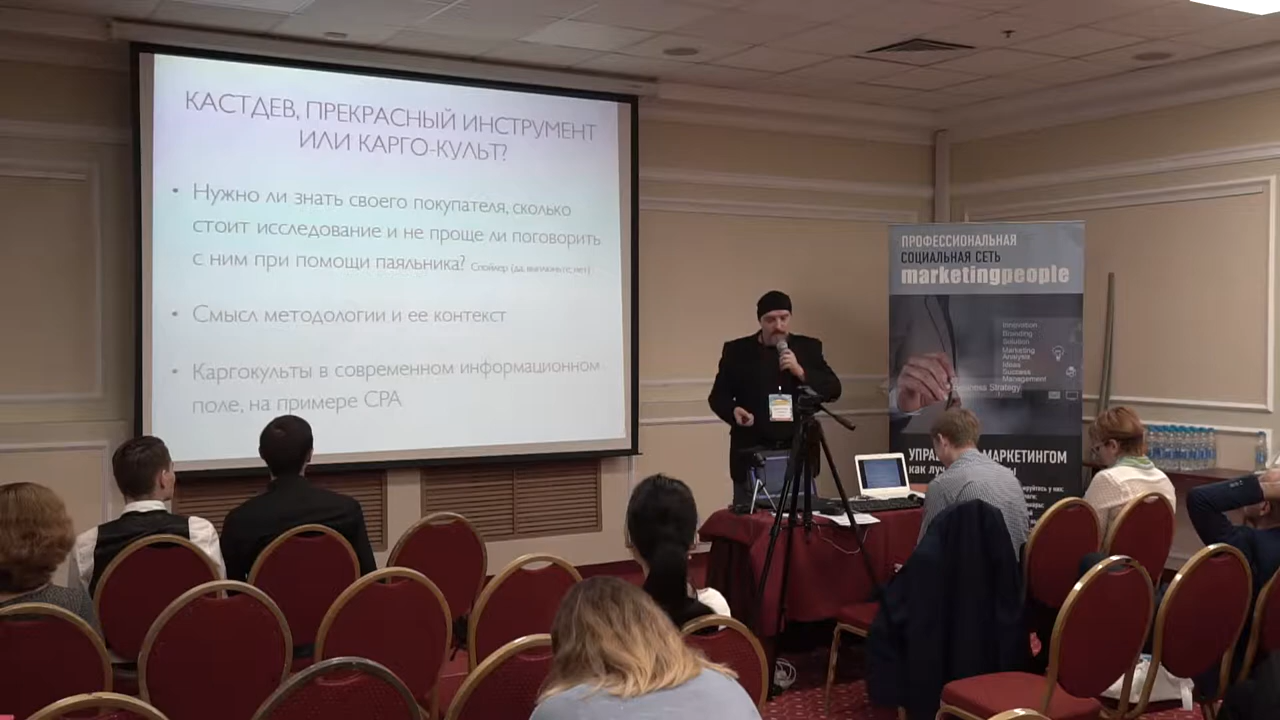 КАСТДЕВ, ПРЕКРАСНЫЙ ИНСТРУМЕНТ
ИЛИ КАРГО-КУЛЬТ?
• Нужно ли знать своего покупателя, сколько
стоит исследование и не проще ли поговорить
с ним при помощи паяльника? Спойлер (да,
• Смысл методологии и ее контекст
• Каргокульты в современном информационном
поле, на примере CPA
ПРОФЕССИОНАЛЬНАЯ
СОЦИАЛЬНАЯ СЕТЬ
marketingpeople
Innovation
Branding
Solution
Marketing
Analysis
Ideas
Success
Management
Business Strategy
МАРКЕТИНГОМ